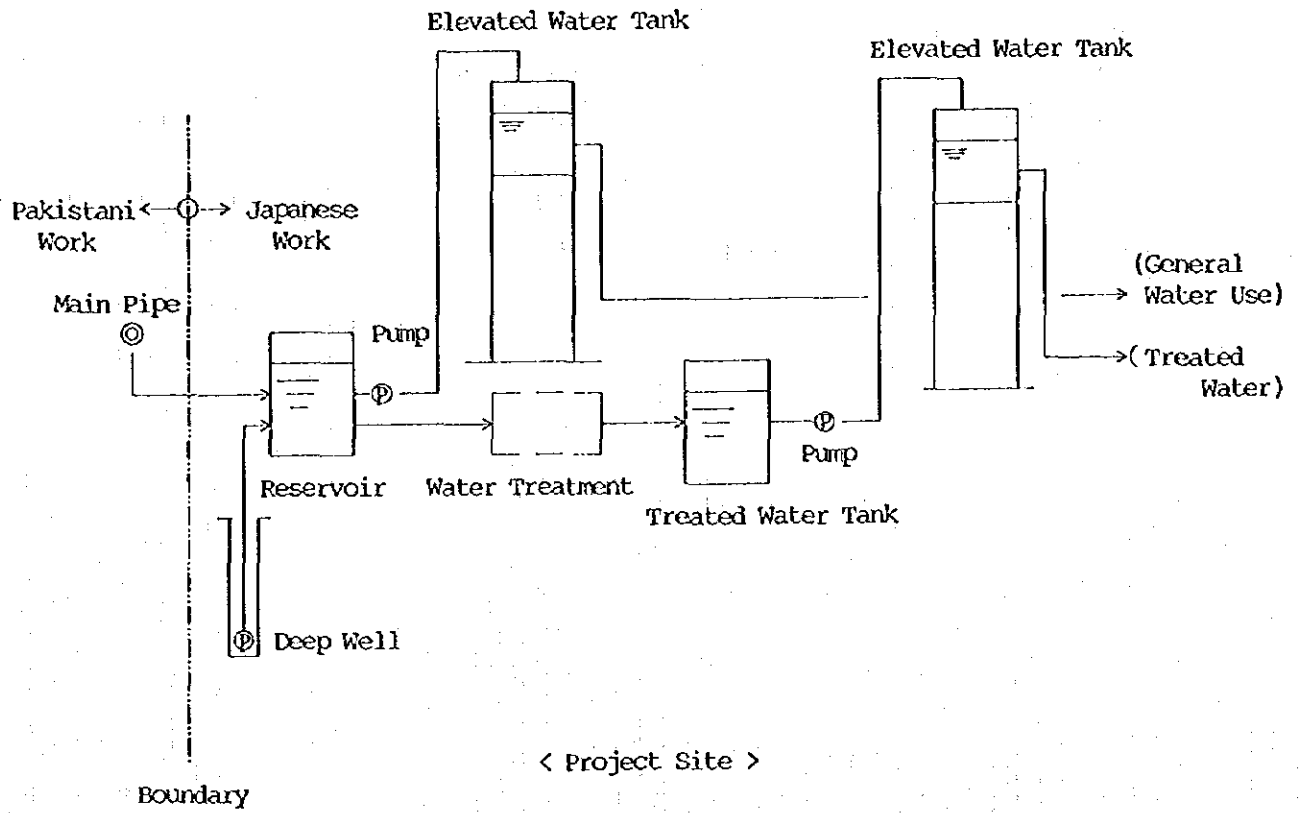 Elevated Water Tank
Elevated Water Tank
Pakistani
Work
Japanese
Work
(General
Water Use)
Main Pipe
Pump
(Treated
Water)
P
P
Pump
Reservoir
Water Treatment
Treated Water Tank
P
Deep Well
< Project Site >
Boundary